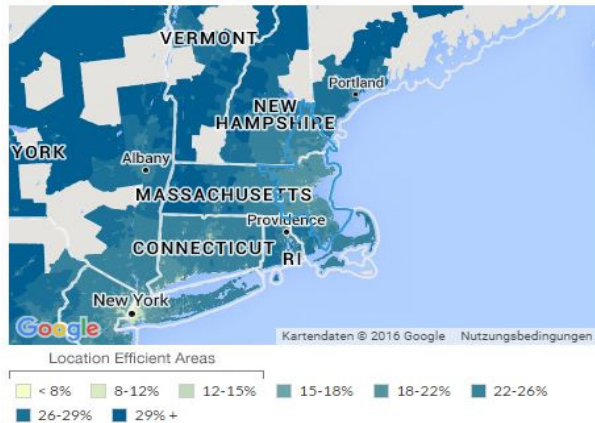 VERMONT
Portland
NEW
HAMPSHIRE
YORK
Albany
MASSACHUSETTS
Providence
CONNECTICUT
RI
New York
Google
Kartendaten © 2016 Google Nutzungsbedingungen
Location Efficient Areas
< 8% 8-12% 12-15% 15-18% 18-22% 22-26%
26-29% 29% +